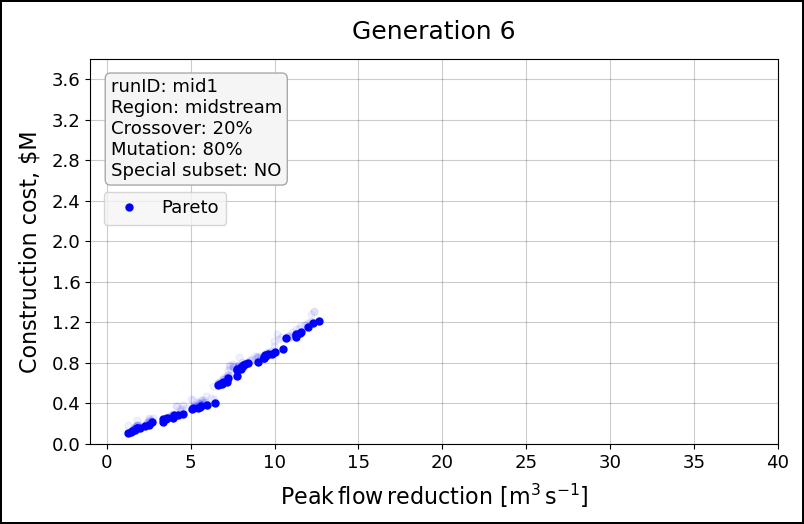 Generation 6
Construction cost, $M
3.6
3.2
2.8
2.4
2.0
1.6
1.2
0.8
0.4
0.0
runID: mid1
Region: midstream
Crossover: 20%
Mutation: 80%
Special subset: NO
Pareto
0 5 10 15 20 25 30 35 40
Peak flow reduction [m³ s⁻¹]